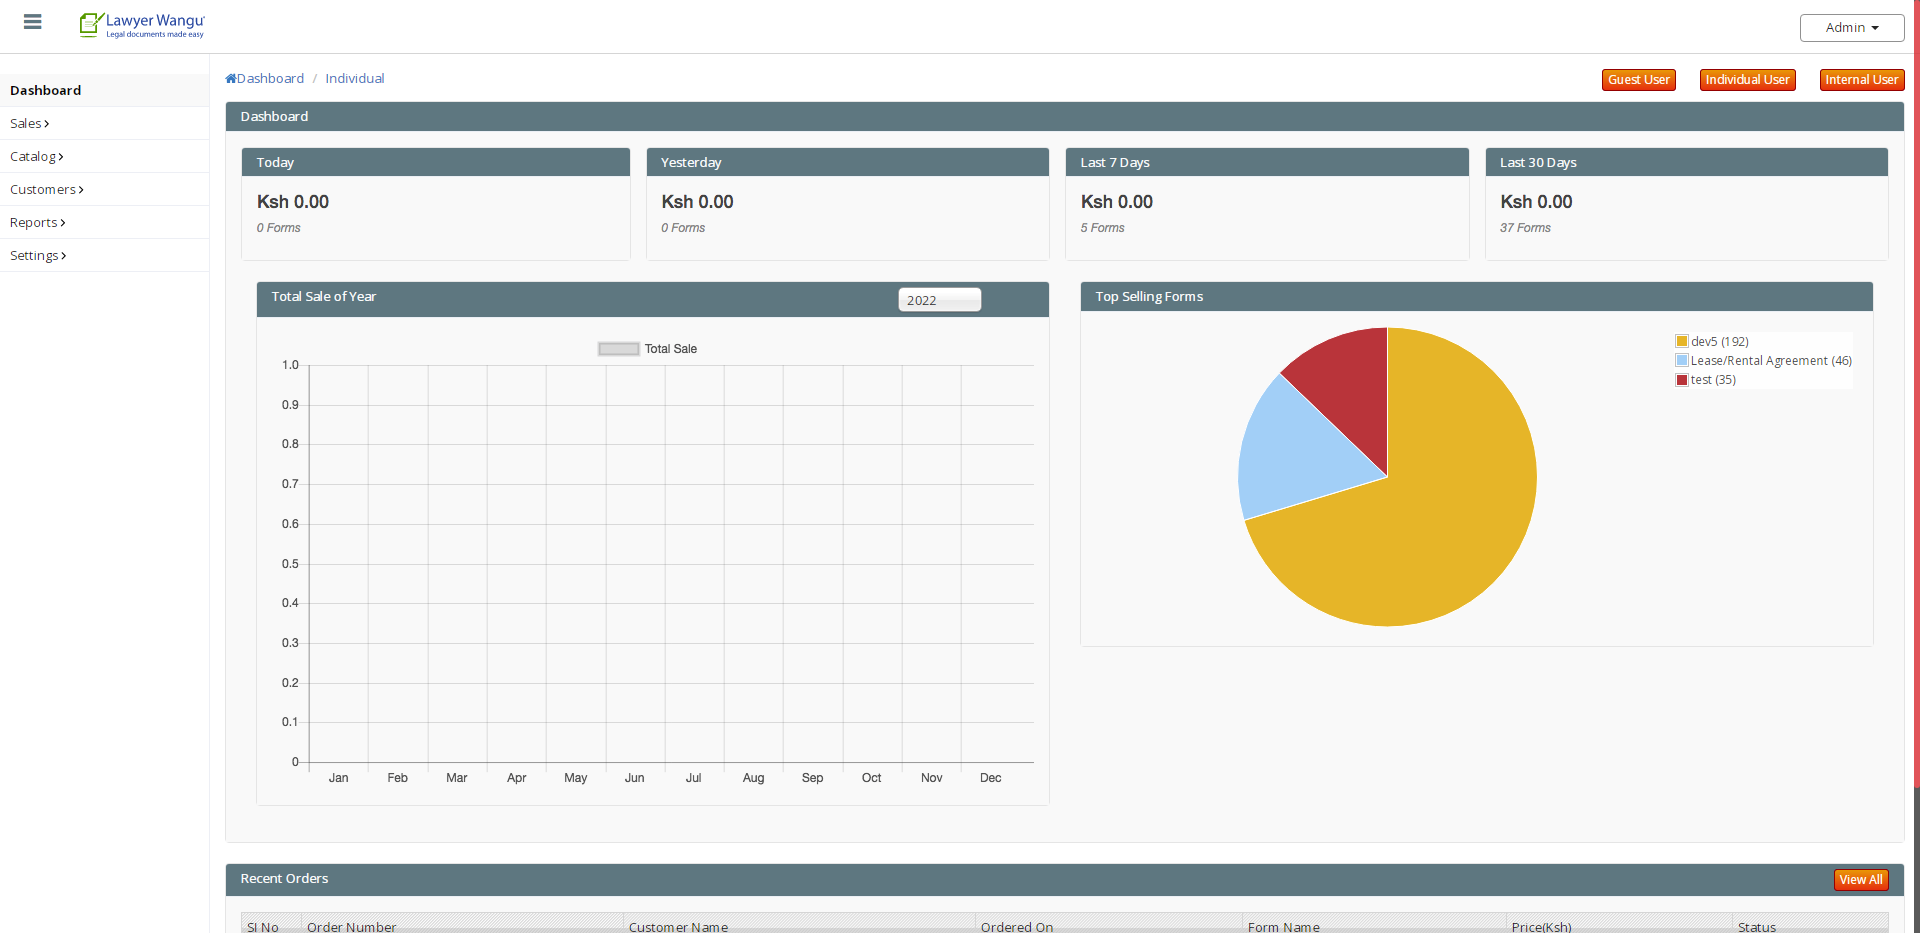 Lawyer Wangu
Legal documents made easy
Admin
Dashboard
Sales
Catalog
Customers
Reports
Settings
Dashboard / Individual
Guest User
Individual User
Internal User
Dashboard
Today
Ksh 0.00
0 Forms
Yesterday
Ksh 0.00
0 Forms
Last 7 Days
Ksh 0.00
5 Forms
Last 30 Days
Ksh 0.00
37 Forms
Total Sale of Year
2022
Total Sale
1.0
0.9
0.8
0.7
0.6
0.5
0.4
0.3
0.2
0.1
0
Jan Feb Mar Apr May Jun Jul Aug Sep Oct Nov Dec
Top Selling Forms
dev5 (192)
Lease/Rental Agreement (46)
test (35)
Recent Orders
View All
Sl No Order Number Customer Name Ordered On Form Name Price(Ksh) Status